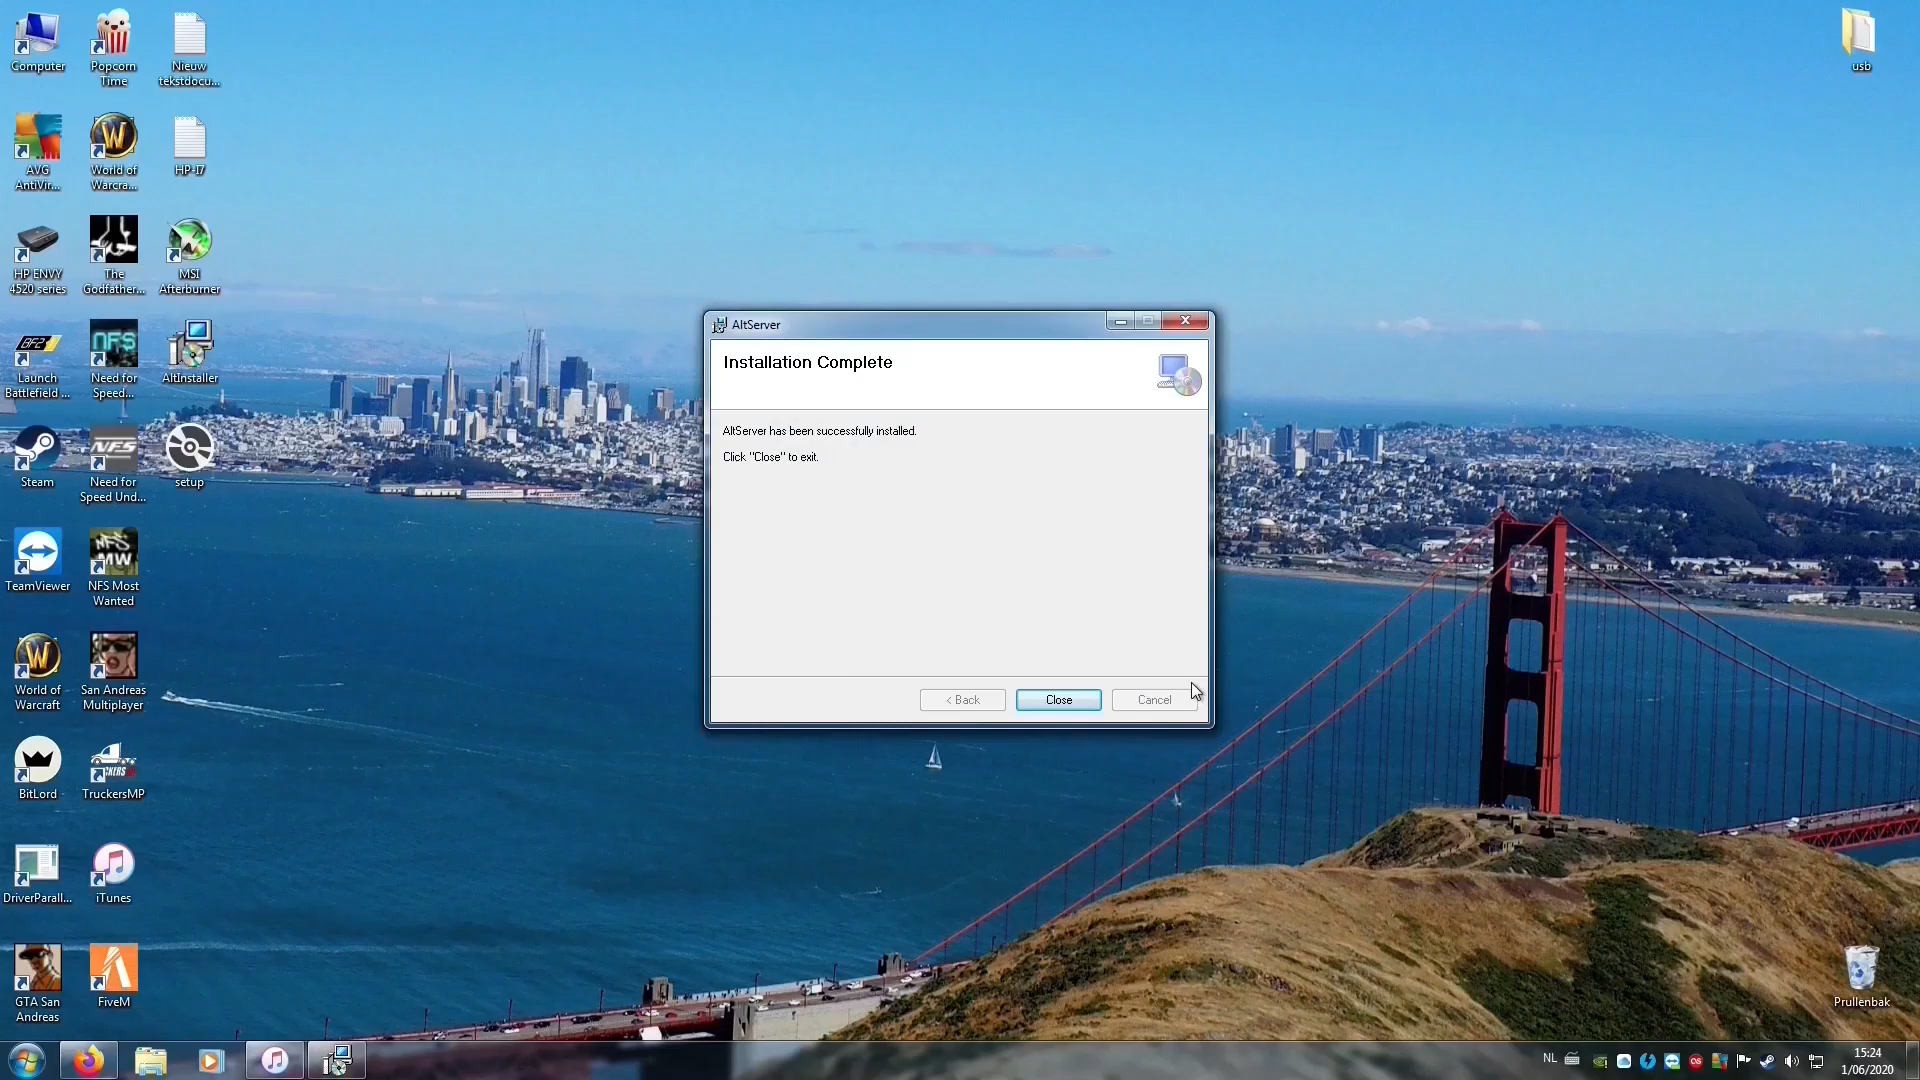 Computer
Popcorn
Time
Nieuw
tekstdocu...
usb
AVG
AntiVir...
World of
Warcra...
HP-I7
HP ENVY
4520 series
The
Godfather...
MSI
Afterburner
Launch
Battlefield ...
Need for
Speed...
AltInstaller
Steam
Need for
Speed Und...
setup
TeamViewer
NFS Most
Wanted
World of
Warcraft
San Andreas
Multiplayer
BitLord
TruckersMP
DriverParall...
iTunes
GTA San
Andreas
FiveM
Prullenbak
AltServer
Installation Complete
AltServer has been successfully installed.
Click "Close" to exit.
< Back
Close
Cancel
NL
15:24
1/06/2020